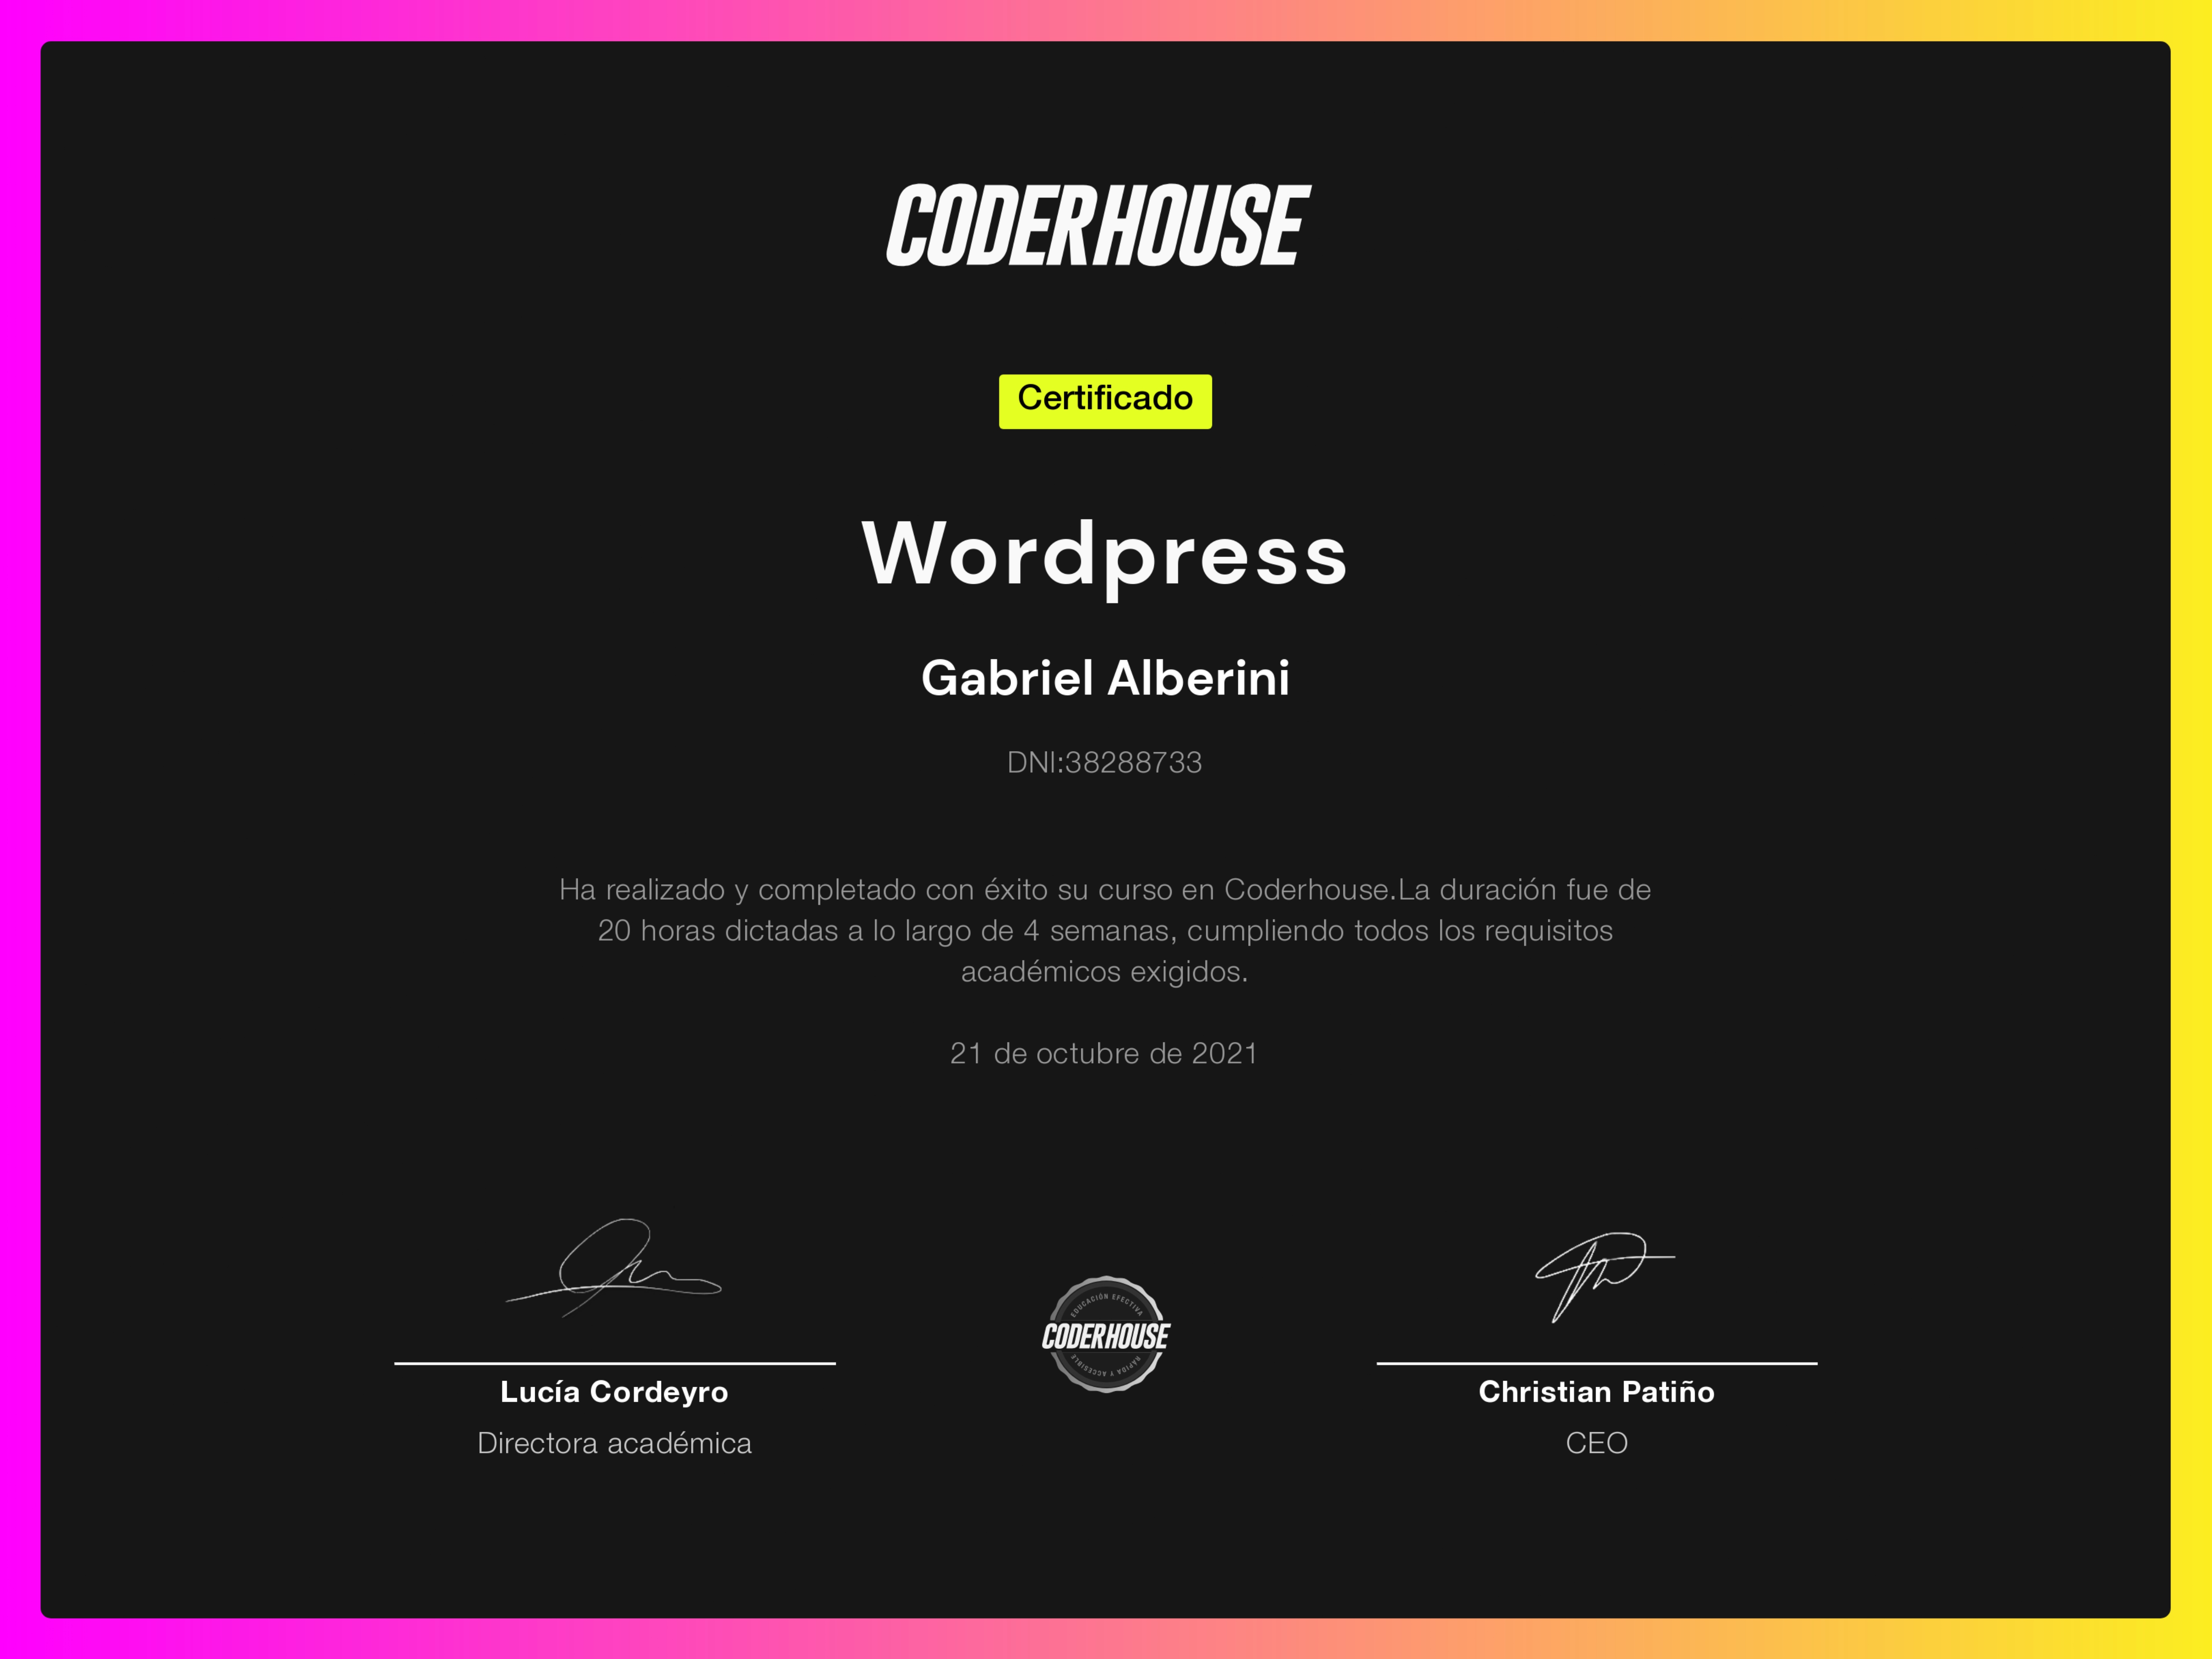 CODERHOUSE
Certificado
Wordpress
Gabriel Alberini
DNI:38288733
Ha realizado y completado con éxito su curso en Coderhouse.La duración fue de
20 horas dictadas a lo largo de 4 semanas, cumpliendo todos los requisitos
académicos exigidos.
21 de octubre de 2021
EDUCACIÓN EFECTIVA
CODERHOUSE
RÁPIDA Y ACCESIBLE
Lucía Cordeyro
Directora académica
Christian Patiño
CEO